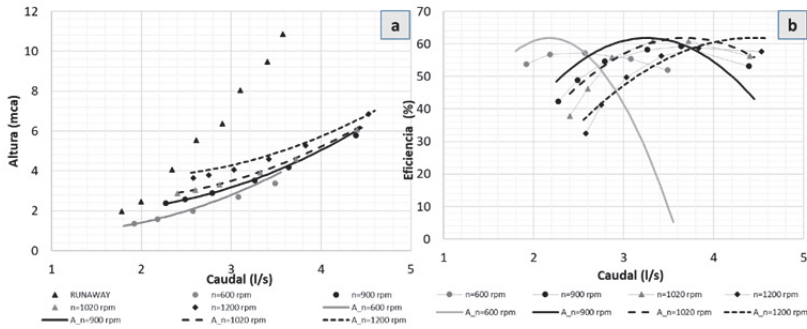 a
Altura (mca)
12
10
8
6
4
2
0
1
2
3
4
5
Caudal (l/s)
RUNAWAY
n=600 rpm
n=900 rpm
n=1020 rpm
n=1200 rpm
A_n=600 rpm
A_n=900 rpm
A_n=1020 rpm
A_n=1200 rpm
b
Eficiencia (%)
70
60
50
40
30
20
10
0
1
2
3
4
5
Caudal (l/s)
n=600 rpm
n=900 rpm
n=1020 rpm
n=1200 rpm
A_n=600 rpm
A_n=900 rpm
A_n=1020 rpm
A_n=1200 rpm